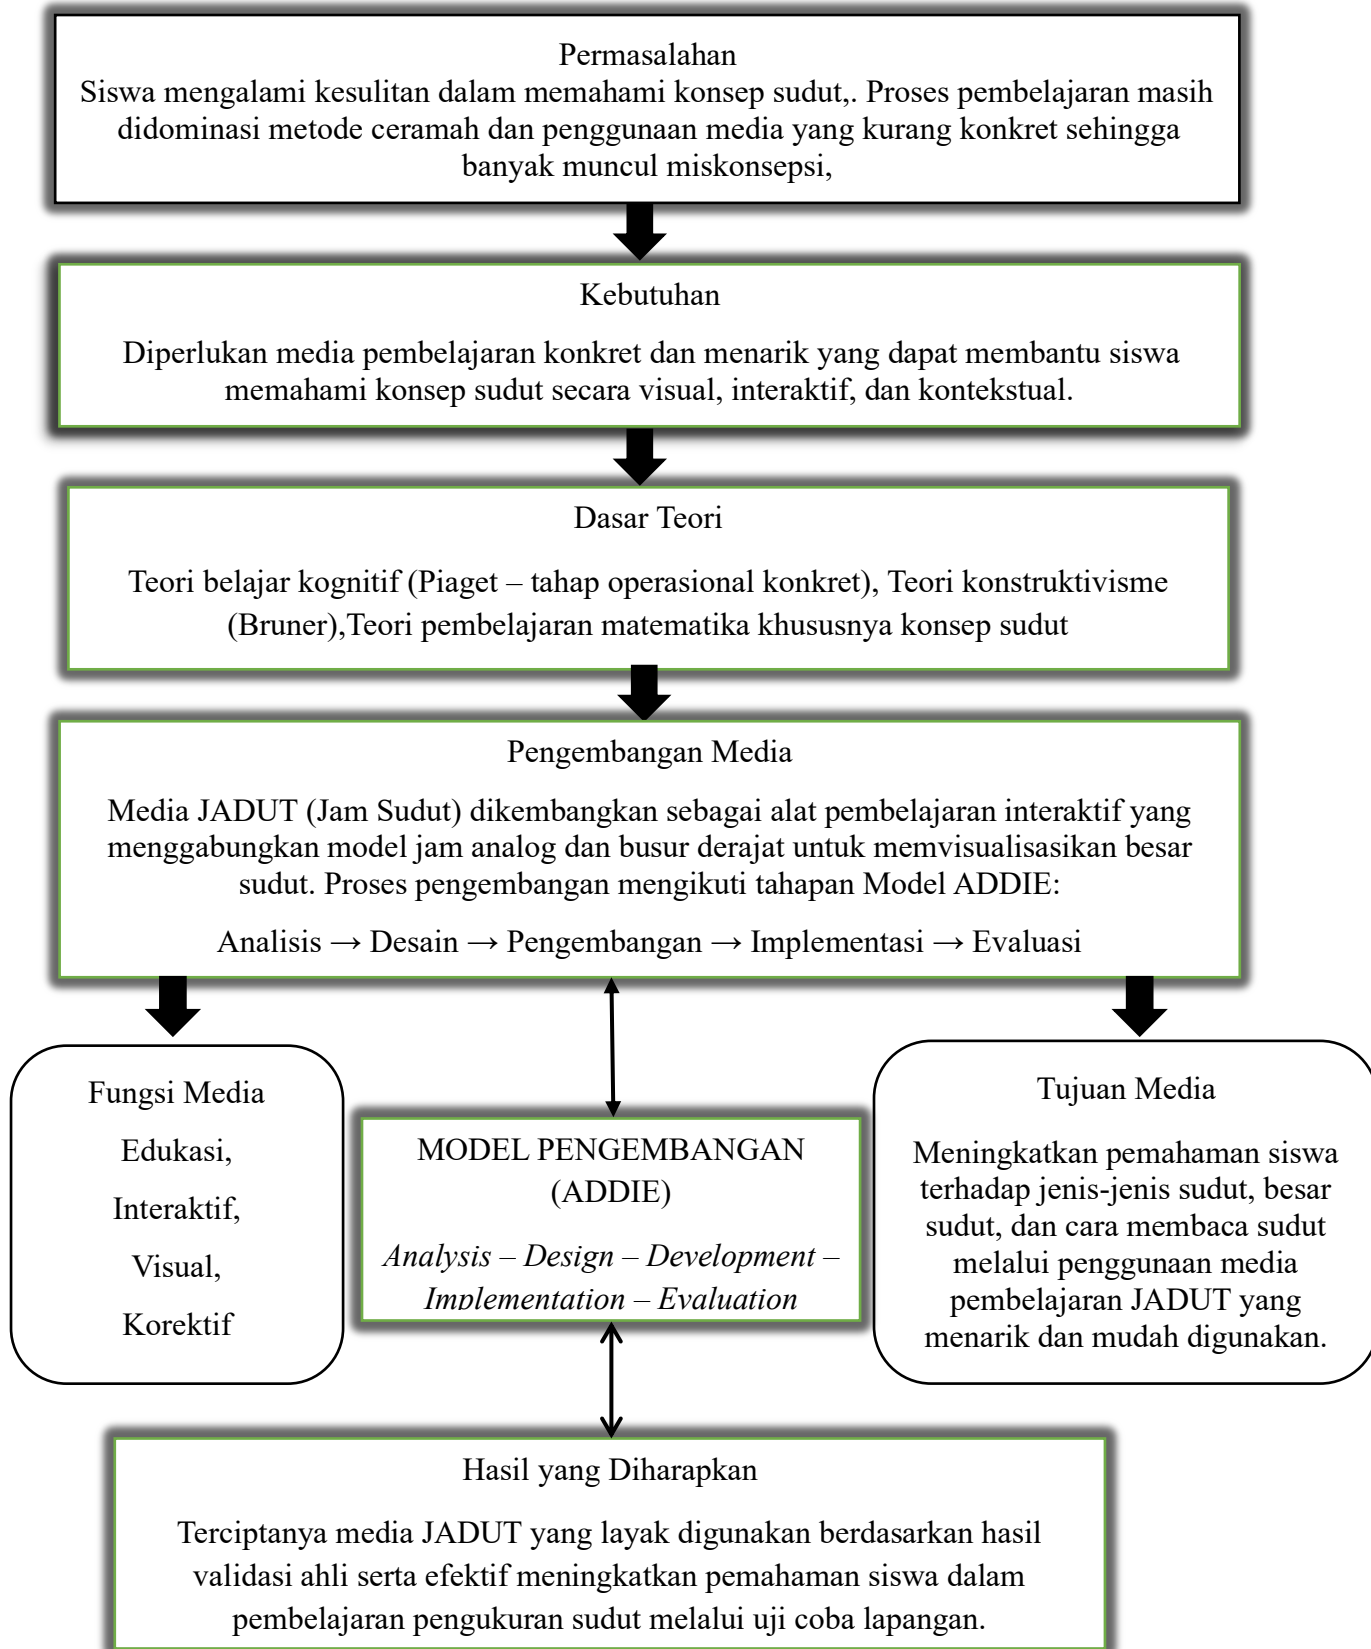 Permasalahan
Siswa mengalami kesulitan dalam memahami konsep sudut,. Proses pembelajaran masih
didominasi metode ceramah dan penggunaan media yang kurang konkret sehingga
banyak muncul miskonsepsi,
Kebutuhan
Diperlukan media pembelajaran konkret dan menarik yang dapat membantu siswa
memahami konsep sudut secara visual, interaktif, dan kontekstual.
Dasar Teori
Teori belajar kognitif (Piaget – tahap operasional konkret), Teori konstruktivisme
(Bruner),Teori pembelajaran matematika khususnya konsep sudut
Pengembangan Media
Media JADUT (Jam Sudut) dikembangkan sebagai alat pembelajaran interaktif yang
menggabungkan model jam analog dan busur derajat untuk memvisualisasikan besar
sudut. Proses pengembangan mengikuti tahapan Model ADDIE:
Analisis → Desain → Pengembangan → Implementasi → Evaluasi
Fungsi Media
Edukasi,
Interaktif,
Visual,
Korektif
MODEL PENGEMBANGAN
(ADDIE)
Analysis – Design – Development –
Implementation – Evaluation
Tujuan Media
Meningkatkan pemahaman siswa
terhadap jenis-jenis sudut, besar
sudut, dan cara membaca sudut
melalui penggunaan media
pembelajaran JADUT yang
menarik dan mudah digunakan.
Hasil yang Diharapkan
Terciptanya media JADUT yang layak digunakan berdasarkan hasil
validasi ahli serta efektif meningkatkan pemahaman siswa dalam
pembelajaran pengukuran sudut melalui uji coba lapangan.